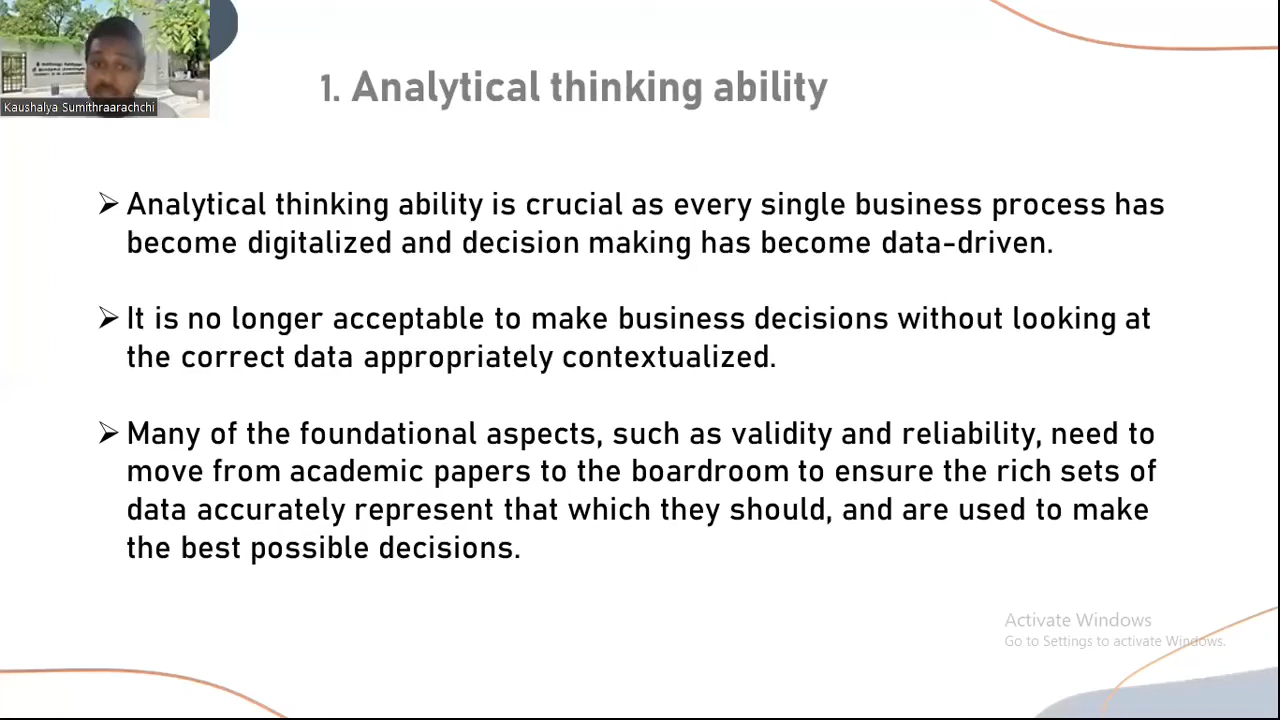 Kaushalya Sumithraarachchi
1. Analytical thinking ability
➢ Analytical thinking ability is crucial as every single business process has
become digitalized and decision making has become data-driven.
➢ It is no longer acceptable to make business decisions without looking at
the correct data appropriately contextualized.
➢ Many of the foundational aspects, such as validity and reliability, need to
move from academic papers to the boardroom to ensure the rich sets of
data accurately represent that which they should, and are used to make
the best possible decisions.
Activate Windows
Go to Settings to activate Windows.